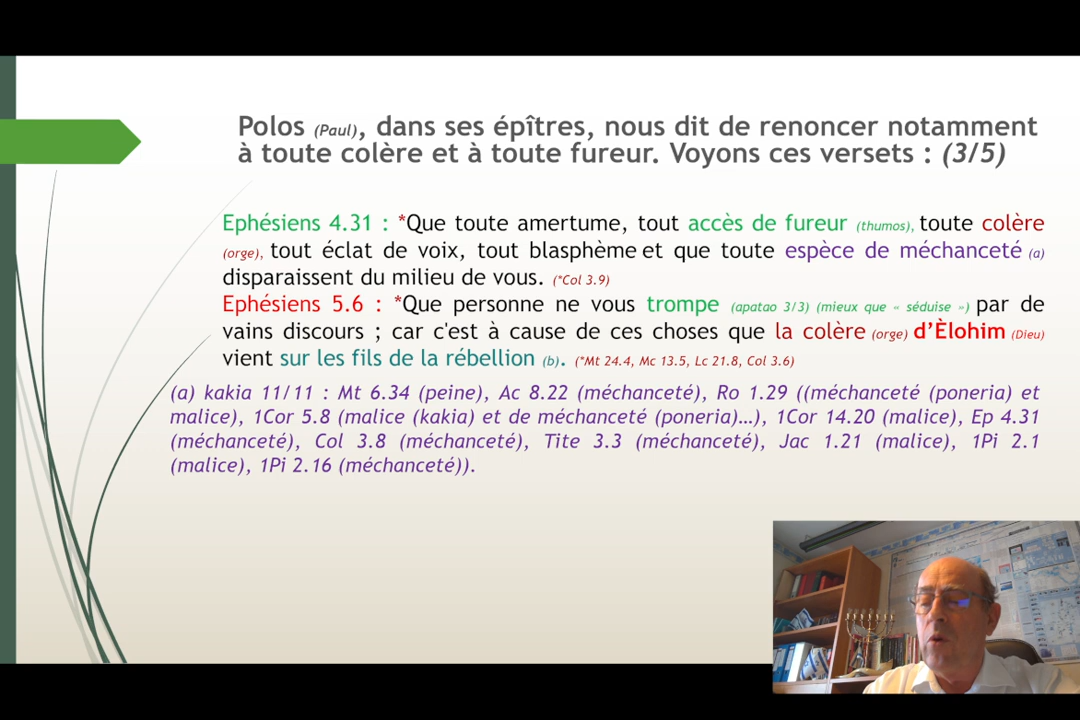 Polos (Paul), dans ses épîtres, nous dit de renoncer notamment
à toute colère et à toute fureur. Voyons ces versets : (3/5)
Ephésiens 4.31 : *Que toute amertume, tout accès de fureur (thumos), toute colère
(orge), tout éclat de voix, tout blasphème et que toute espèce de méchanceté (a)
disparaissent du milieu de vous. (*Col 3.9)
Ephésiens 5.6 : *Que personne ne vous trompe (apatao 3/3) (mieux que « séduise ») par de
vains discours ; car c'est à cause de ces choses que la colère (orge) d’Èlohim (Dieu)
vient sur les fils de la rébellion (b). (*Mt 24.4, Mc 13.5, Lc 21.8, Col 3.6)
(a) kakia 11/11 : Mt 6.34 (peine), Ac 8.22 (méchanceté), Ro 1.29 ((méchanceté (poneria) et
malice), 1Cor 5.8 (malice (kakia) et de méchanceté (poneria)…), 1Cor 14.20 (malice), Ep 4.31
(méchanceté), Col 3.8 (méchanceté), Tite 3.3 (méchanceté), Jac 1.21 (malice), 1Pi 2.1
(malice), 1Pi 2.16 (méchanceté)).